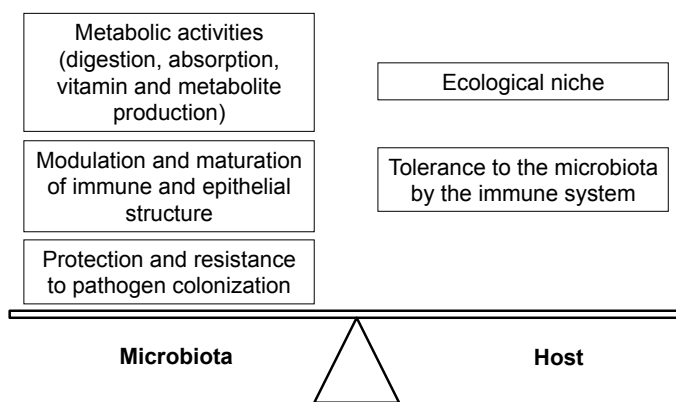 Metabolic activities
(digestion, absorption,
vitamin and metabolite
production)
Modulation and maturation
of immune and epithelial
structure
Protection and resistance
to pathogen colonization
Ecological niche
Tolerance to the microbiota
by the immune system
Microbiota
Host